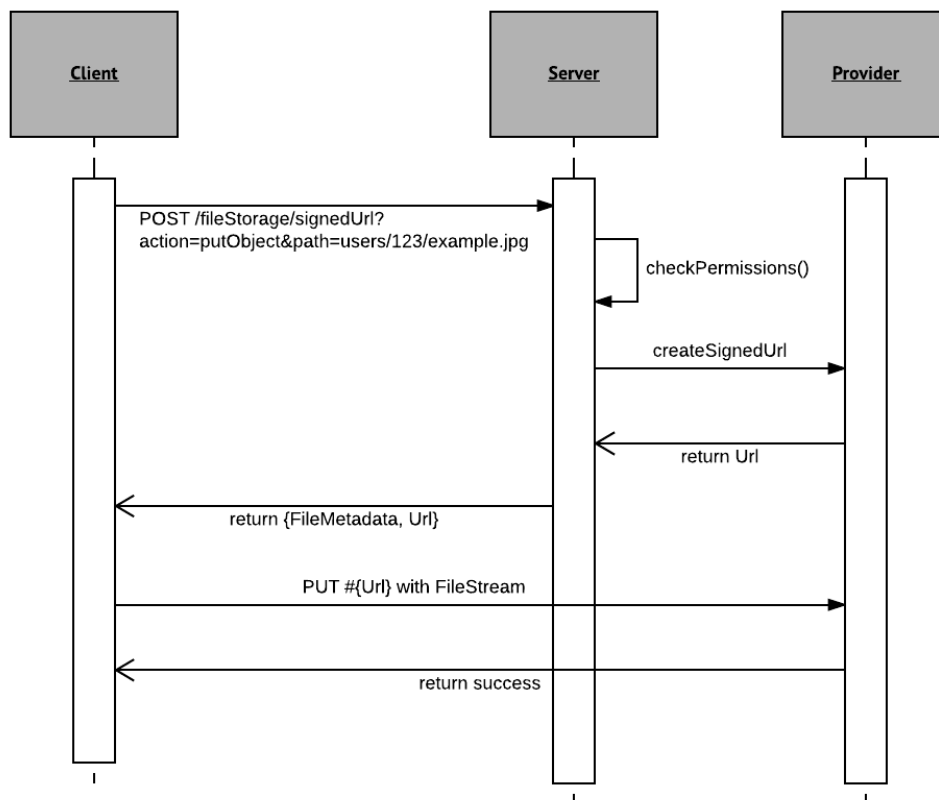 Client
Server
Provider
POST /fileStorage/signedUrl?
action=putObject&path=users/123/example.jpg
checkPermissions()
createSignedUrl
return Url
return {FileMetadata, Url}
PUT #{Url} with FileStream
return success